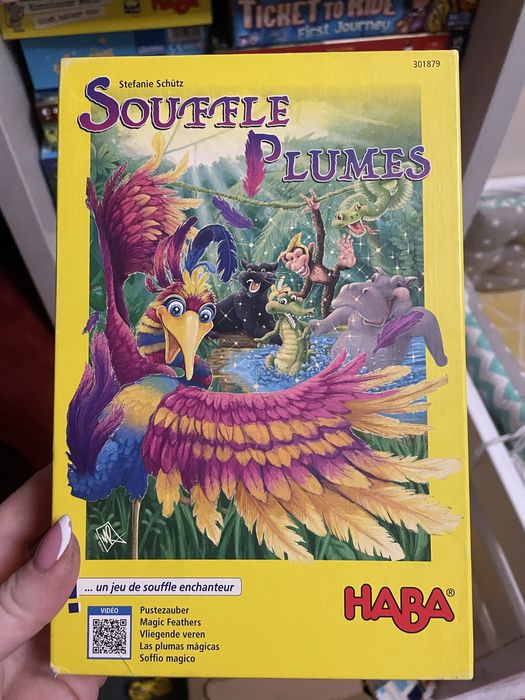 TICKET TO RIDE
First Journey
301879
Stefanie Schütz
SOUFFLE
PLUMES
... un jeu de souffle enchanteur
HABA®
VIDÉO
Pustezauber
Magic Feathers
Vliegende veren
Las plumas mágicas
Soffio magico